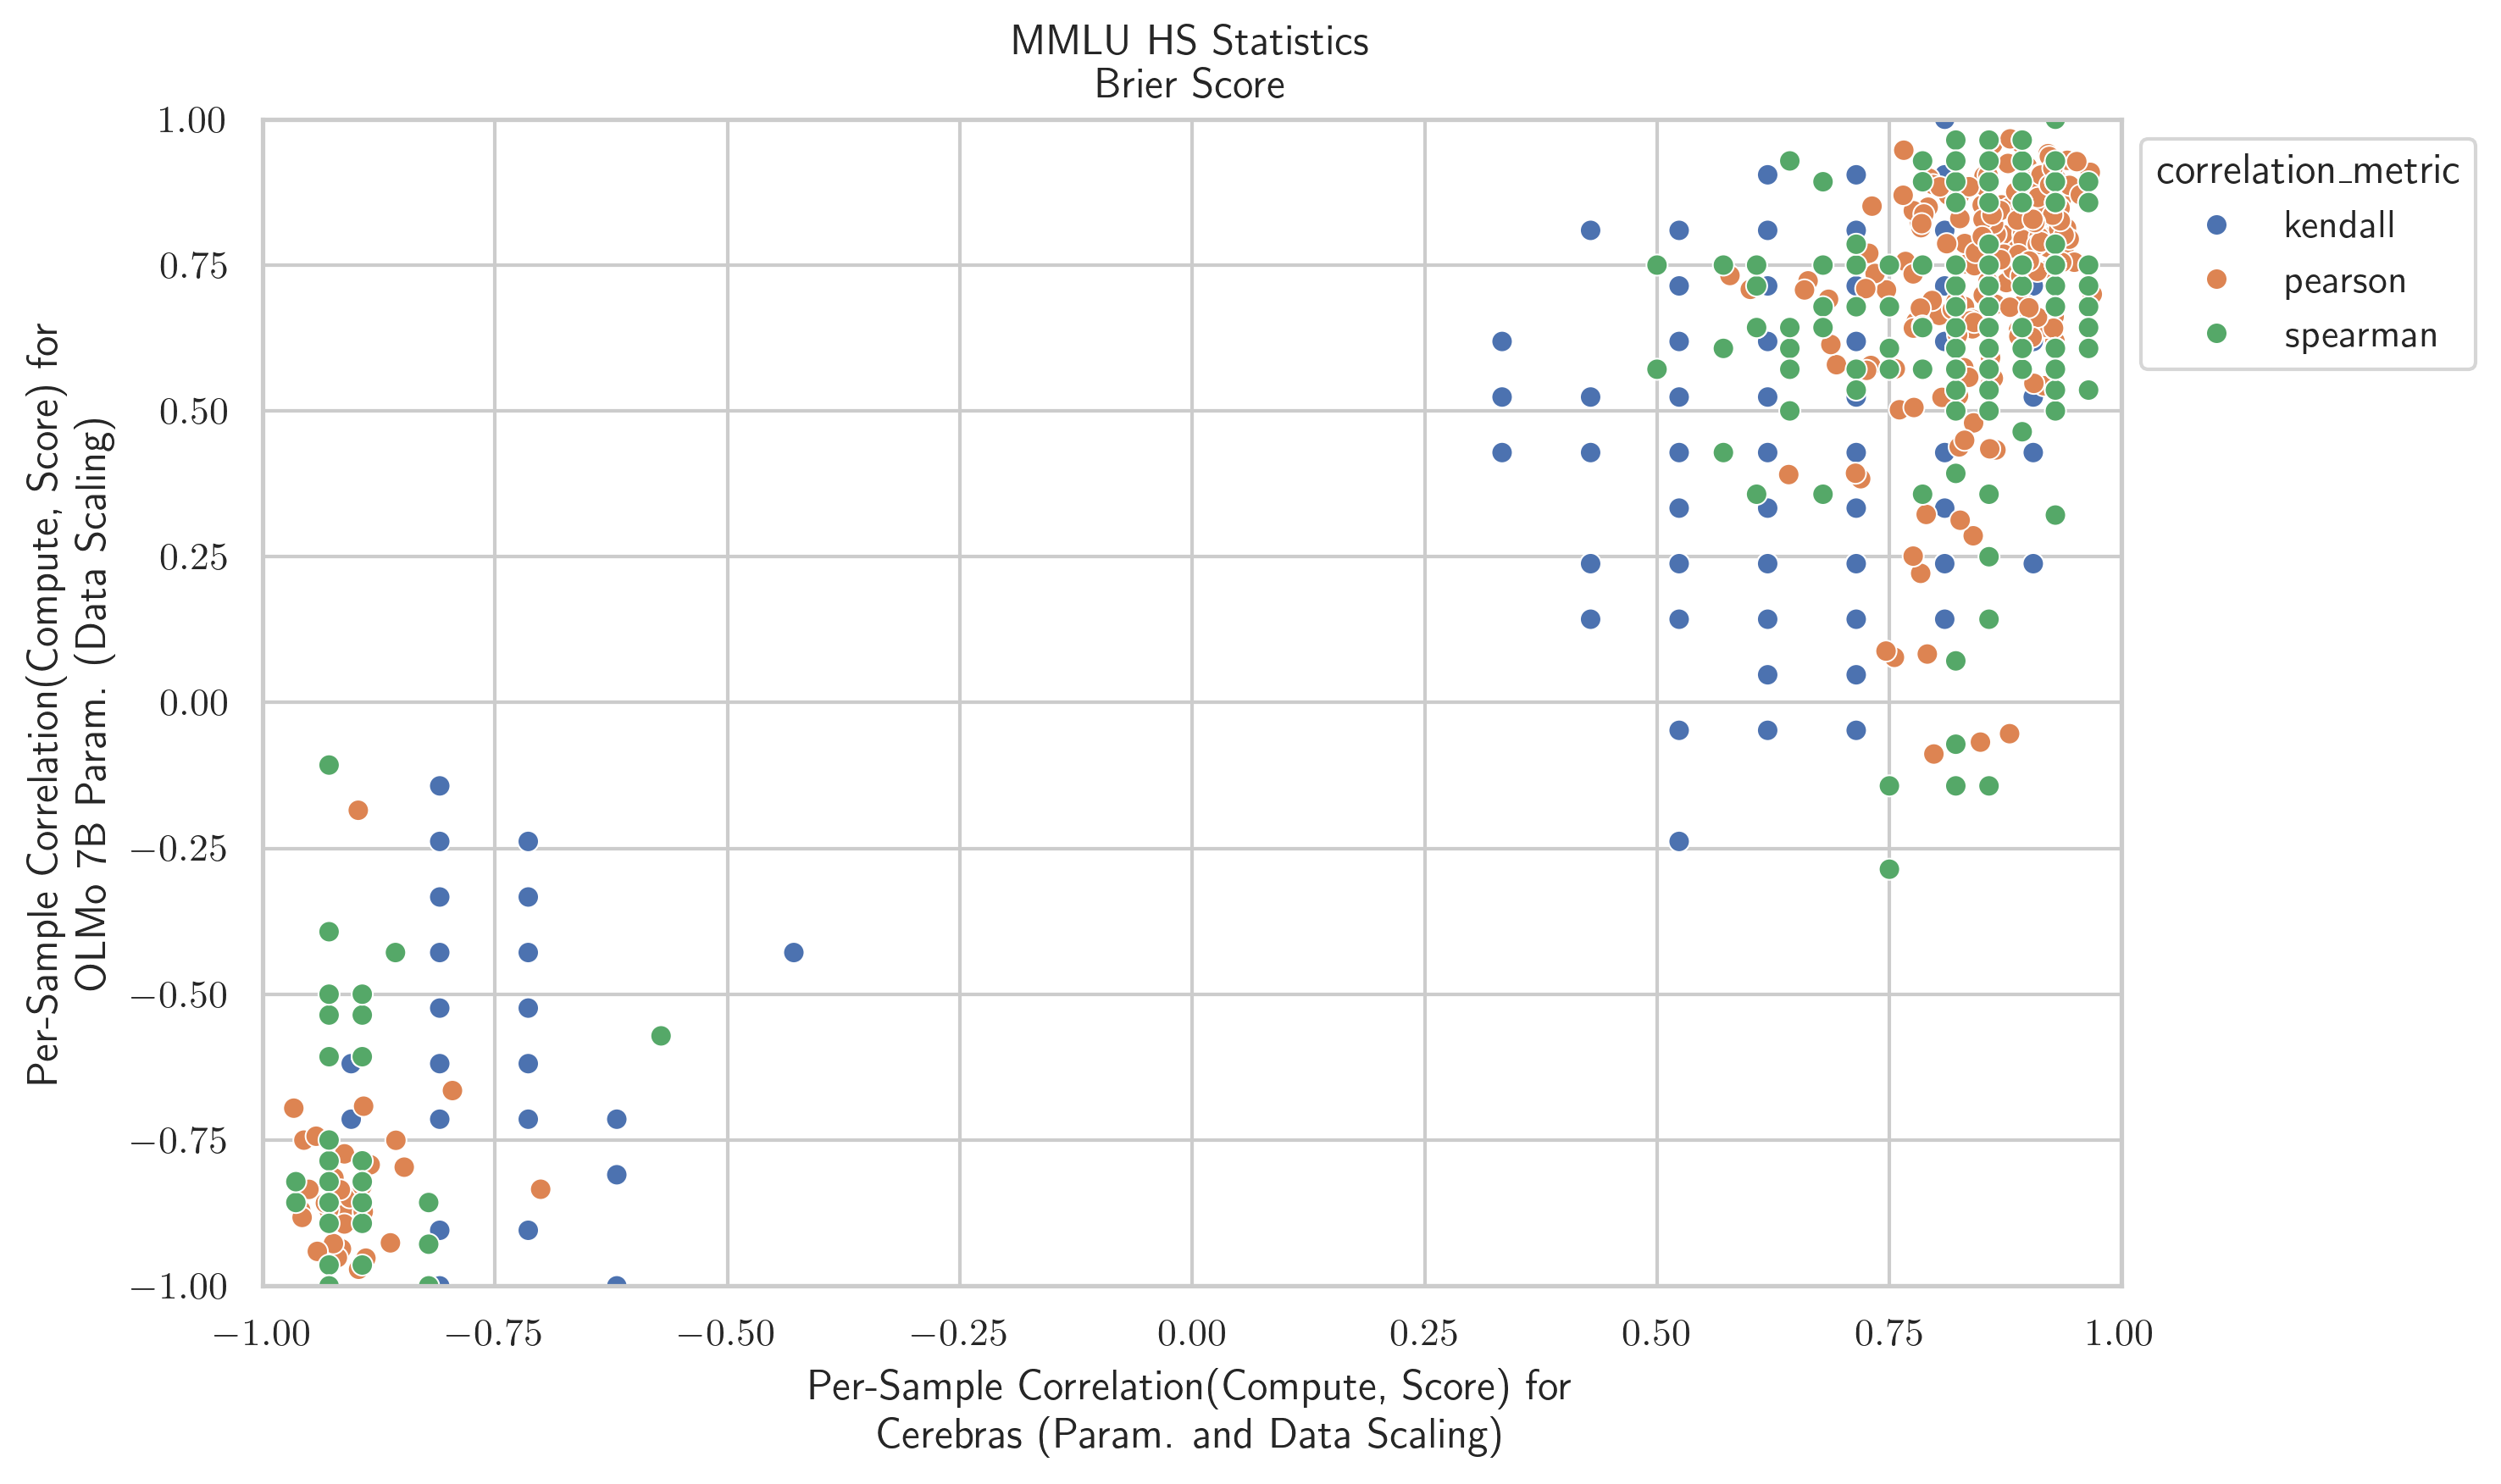 MMLU HS Statistics
Brier Score
Per-Sample Correlation(Compute, Score) for
OLMo 7B Param. (Data Scaling)
1.00
0.75
0.50
0.25
0.00
−0.25
−0.50
−0.75
−1.00
−1.00 −0.75 −0.50 −0.25 0.00 0.25 0.50 0.75 1.00
Per-Sample Correlation(Compute, Score) for
Cerebras (Param. and Data Scaling)
correlation_metric
kendall
pearson
spearman